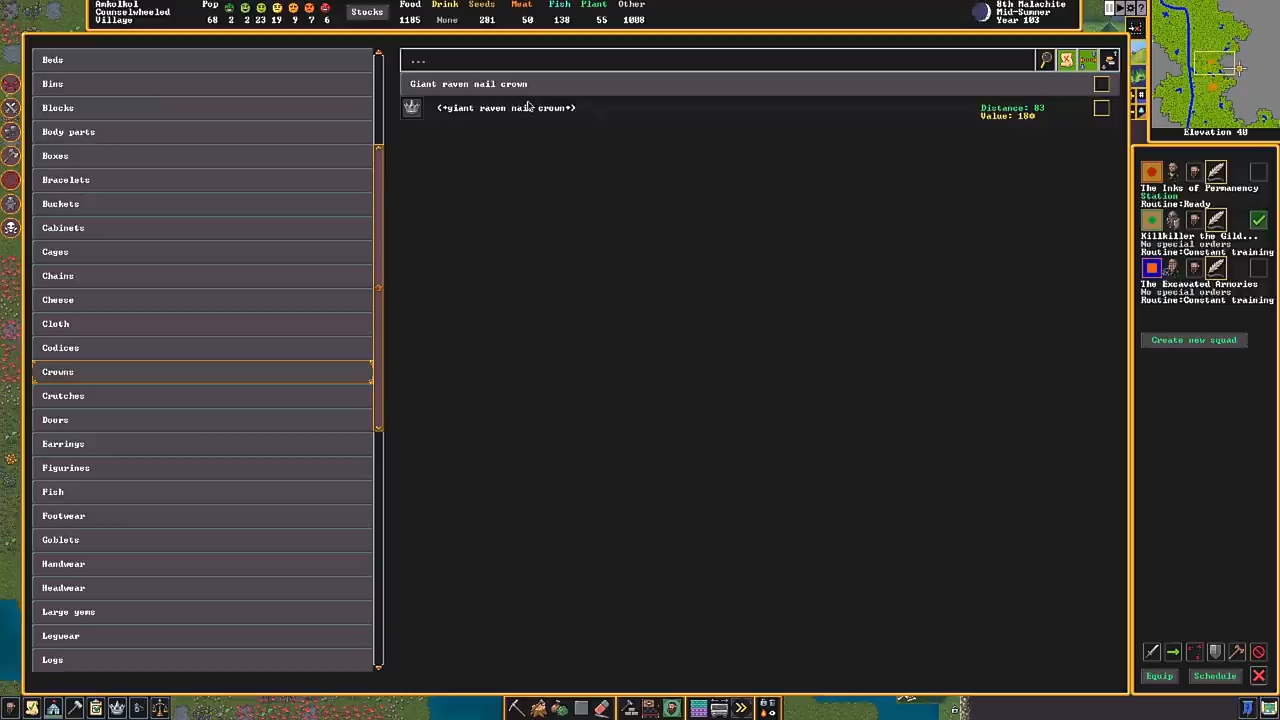 Amkolkol
Counselwheeled
Village
Pop
68 2 2 23 19 9 7 6
Stocks
Food Drink Seeds Meat Fish Plant Other
1185 None 281 50 138 55 1008
8th Malachite
Mid-Summer
Year 103
Elevation 40
Beds
Bins
Blocks
Body parts
Boxes
Bracelets
Buckets
Cabinets
Cages
Chains
Cheese
Cloth
Codices
Crowns
Crutches
Doors
Earrings
Figurines
Fish
Footwear
Goblets
Handwear
Headwear
Large gems
Legwear
Logs
...
Giant raven nail crown
(+giant raven nail crown+)
Distance: 83
Value: 180
The Inks of Permanency
Station
Routine:Ready
Killkiller the Gild...
No special orders
Routine:Constant training
The Excavated Armories
No special orders
Routine:Constant training
Create new squad
Equip
Schedule